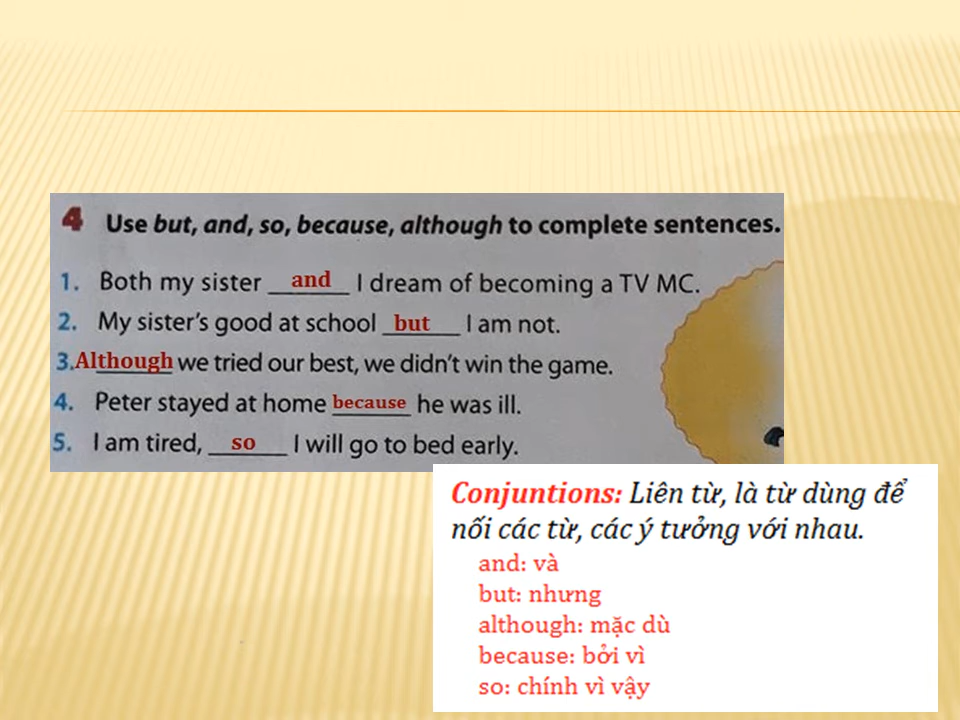 4 Use but, and, so, because, although to complete sentences.
1. Both my sister and I dream of becoming a TV MC.
2. My sister's good at school but I am not.
3. Although we tried our best, we didn't win the game.
4. Peter stayed at home because he was ill.
5. I am tired, so I will go to bed early.
Conjuntions: Liên từ, là từ dùng để
nối các từ, các ý tưởng với nhau.
and: và
but: nhưng
although: mặc dù
because: bởi vì
so: chính vì vậy